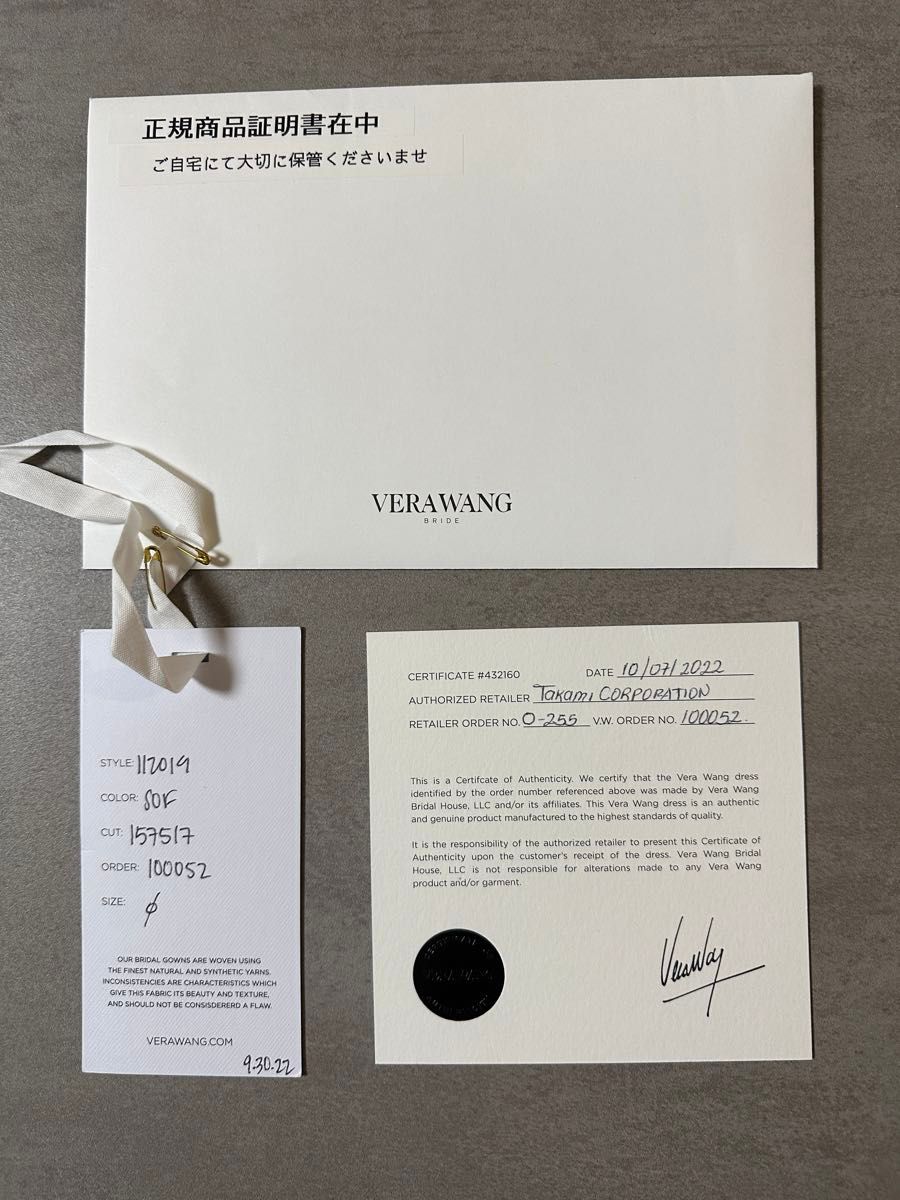 正規商品証明書在中
ご自宅にて大切に保管くださいませ
VERA WANG
BRIDE
STYLE: 112019
COLOR: SOF
CUT: 157517
ORDER: 100052
SIZE: φ
OUR BRIDAL GOWNS ARE WOVEN USING
THE FINEST NATURAL AND SYNTHETIC YARNS.
INCONSISTENCIES ARE CHARACTERISTICS WHICH
GIVE THIS FABRIC ITS BEAUTY AND TEXTURE,
AND SHOULD NOT BE CONSISDERERD A FLAW.
VERAWANG.COM
9.30.22
CERTIFICATE #432160 DATE 10/07/2022
AUTHORIZED RETAILER Takami CORPORATION
RETAILER ORDER NO. O-255 V.W. ORDER NO. 100052.
This is a Certifcate of Authenticity. We certify that the Vera Wang dress
identified by the order number referenced above was made by Vera Wang
Bridal House, LLC and/or its affiliates. This Vera Wang dress is an authentic
and genuine product manufactured to the highest standards of quality.
It is the responsibility of the authorized retailer to present this Certificate of
Authenticity upon the customer's receipt of the dress. Vera Wang Bridal
House, LLC is not responsible for alterations made to any Vera Wang
product and/or garment.
VERA WANG
Vera Wang